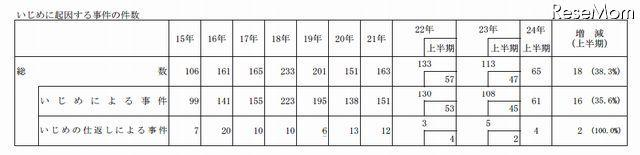 ReseMom
いじめに起因する事件の件数
15年 16年 17年 18年 19年 20年 21年 22年 上半期 23年 上半期 24年 上半期 増減 (上半期)
総数 106 161 165 233 201 151 163 133 57 113 47 65 18 (38.3%)
いじめによる事件 99 141 155 223 195 138 151 130 53 108 45 61 16 (35.6%)
いじめの仕返しによる事件 7 20 10 10 6 13 12 3 4 5 2 4 2 (100.0%)